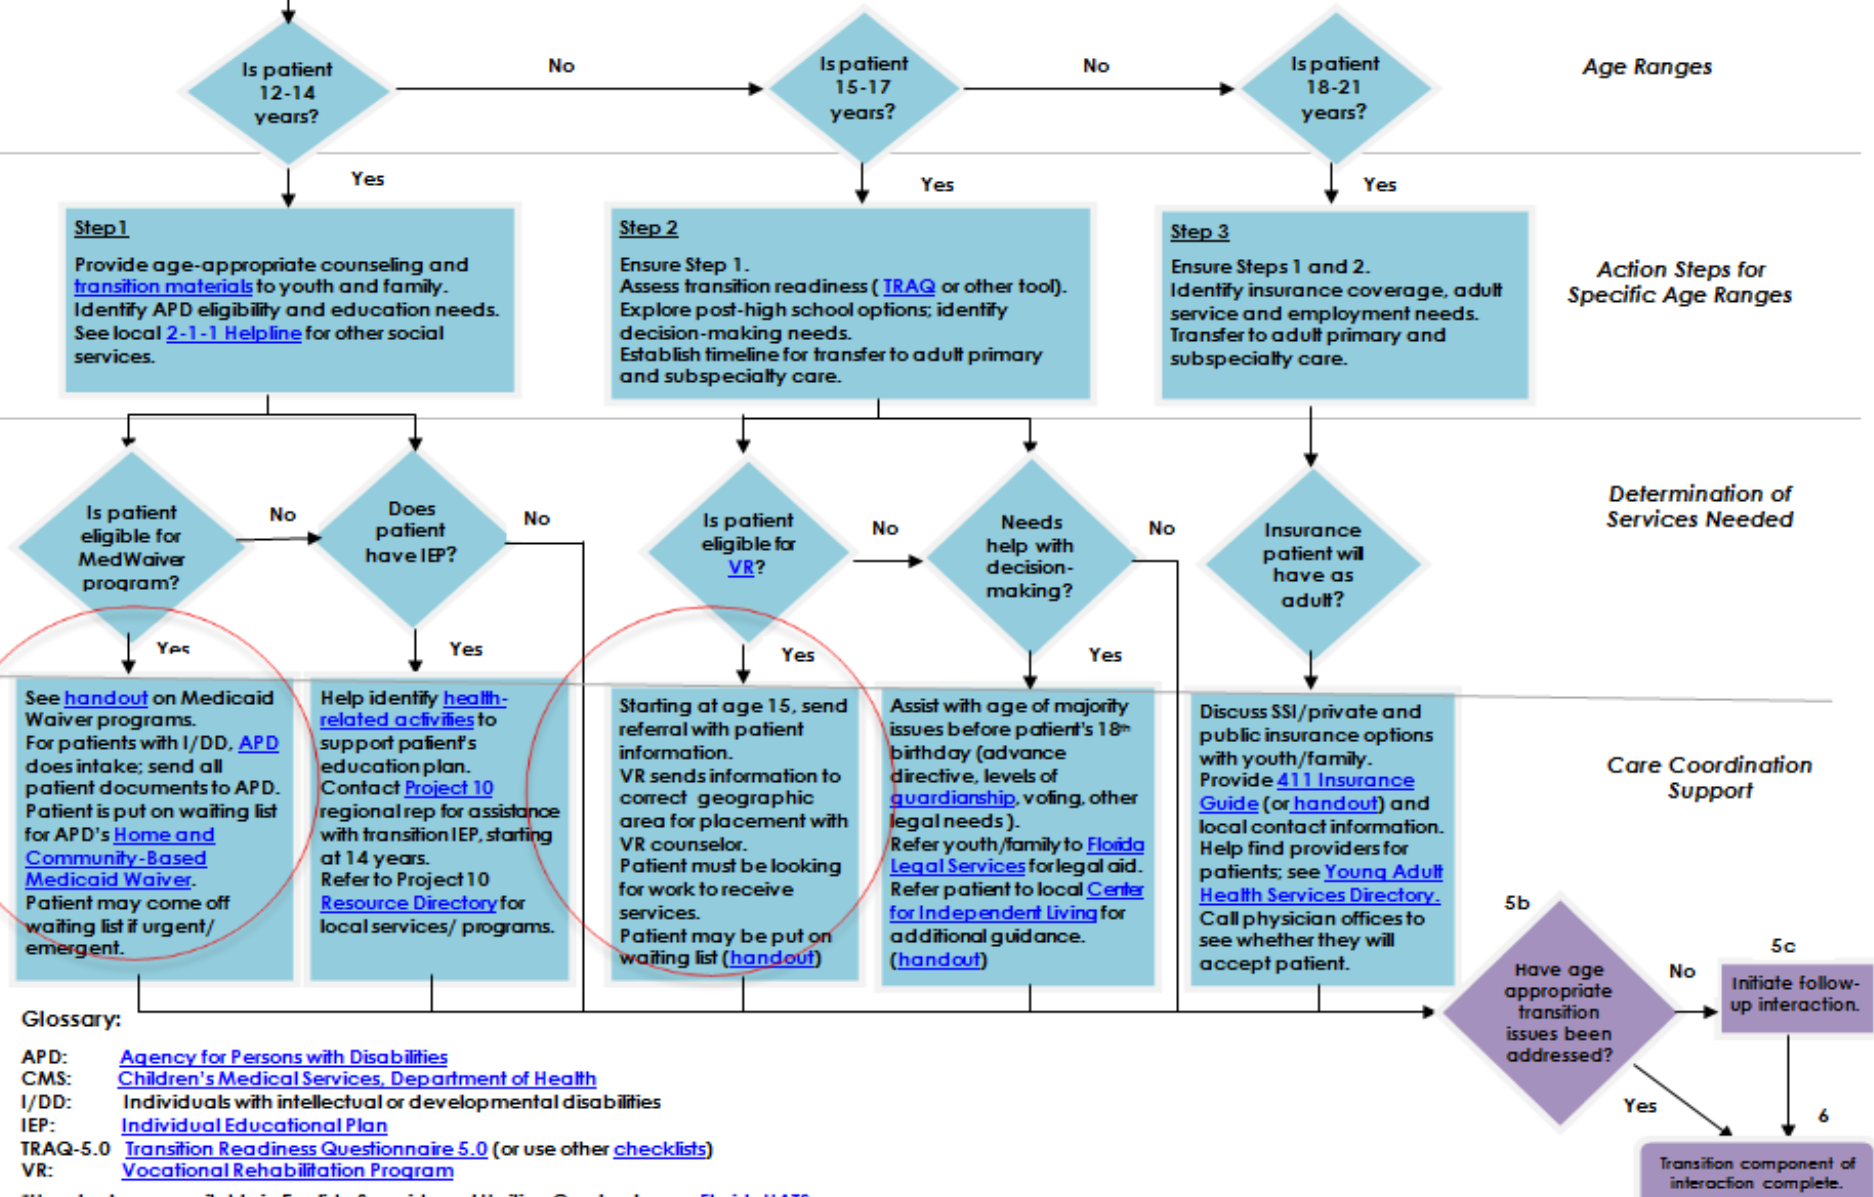 Is patient
12-14
years?
No
Is patient
15-17
years?
No
Is patient
18-21
years?
Age Ranges
Yes
Yes
Yes
Step 1
Provide age-appropriate counseling and
transition materials to youth and family.
Identify APD eligibility and education needs.
See local 2-1-1 Helpline for other social
services.
Step 2
Ensure Step 1.
Assess transition readiness ( TRAQ or other tool).
Explore post-high school options; identify
decision-making needs.
Establish timeline for transfer to adult primary
and subspecialty care.
Step 3
Ensure Steps 1 and 2.
Identify insurance coverage, adult
service and employment needs.
Transfer to adult primary and
subspecialty care.
Action Steps for
Specific Age Ranges
Is patient
eligible for
MedWaiver
program?
No
Does
patient
have IEP?
No
Is patient
eligible for
VR?
No
Needs
help with
decision-
making?
No
Insurance
patient will
have as
adult?
Determination of
Services Needed
Yes
Yes
Yes
Yes
See handout on Medicaid
Waiver programs.
For patients with I/DD, APD
does intake; send all
patient documents to APD.
Patient is put on waiting list
for APD's Home and
Community-Based
Medicaid Waiver.
Patient may come off
waiting list if urgent/
emergent.
Help identify health-
related activities to
support patient's
education plan.
Contact Project 10
regional rep for assistance
with transition IEP, starting
at 14 years.
Refer to Project 10
Resource Directory for
local services/ programs.
Starting at age 15, send
referral with patient
information.
VR sends information to
correct geographic
area for placement with
VR counselor.
Patient must be looking
for work to receive
services.
Patient may be put on
waiting list (handout)
Assist with age of majority
issues before patient's 18th
birthday (advance
directive, levels of
guardianship, voting, other
legal needs ).
Refer youth/family to Florida
Legal Services for legal aid.
Refer patient to local Center
for Independent Living for
additional guidance.
(handout)
Discuss SSI/private and
public insurance options
with youth/family.
Provide 411 Insurance
Guide (or handout) and
local contact information.
Help find providers for
patients; see Young Adult
Health Services Directory.
Call physician offices to
see whether they will
accept patient.
Care Coordination
Support
5b
Have age
appropriate
transition
issues been
addressed?
No
5c
Initiate follow-
up interaction.
Yes
6
Transition component of
interaction complete.
Glossary:
APD: Agency for Persons with Disabilities
CMS: Children's Medical Services, Department of Health
I/DD: Individuals with intellectual or developmental disabilities
IEP: Individual Educational Plan
TRAQ-5.0 Transition Readiness Questionnaire 5.0 (or use other checklists)
VR: Vocational Rehabilitation Program